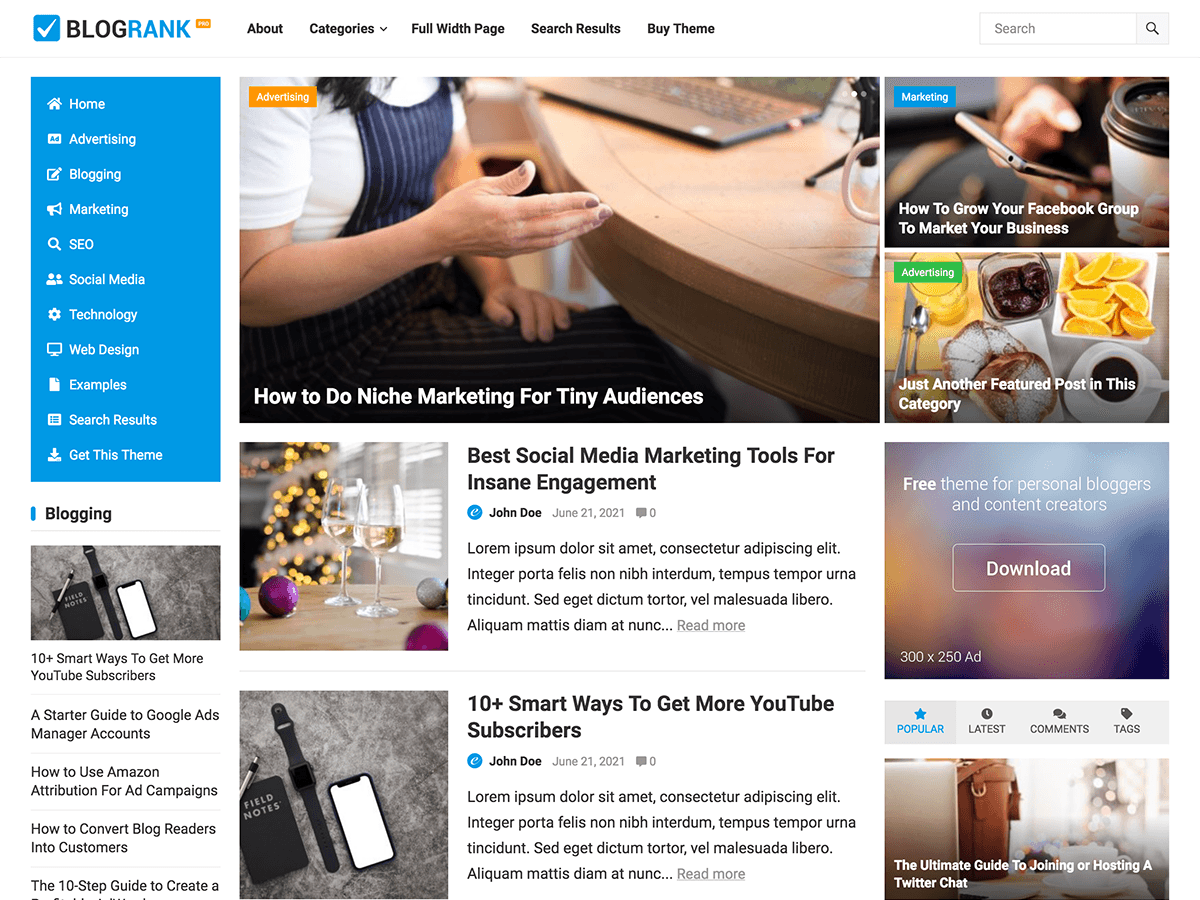 BLOGRANK PRO
About
Categories
Full Width Page
Search Results
Buy Theme
Search
Home
Advertising
Blogging
Marketing
SEO
Social Media
Technology
Web Design
Examples
Search Results
Get This Theme
Advertising
How to Do Niche Marketing For Tiny Audiences
Marketing
How To Grow Your Facebook Group
To Market Your Business
Advertising
Just Another Featured Post in This
Category
Blogging
FIELD
NOTES
10+ Smart Ways To Get More
YouTube Subscribers
A Starter Guide to Google Ads
Manager Accounts
How to Use Amazon
Attribution For Ad Campaigns
How to Convert Blog Readers
Into Customers
The 10-Step Guide to Create a
Best Social Media Marketing Tools For
Insane Engagement
John Doe June 21, 2021 0
Lorem ipsum dolor sit amet, consectetur adipiscing elit.
Integer porta felis non nibh interdum, tempus tempor urna
tincidunt. Sed eget dictum tortor, vel malesuada libero.
Aliquam mattis diam at nunc... Read more
FIELD
NOTES
10+ Smart Ways To Get More YouTube
Subscribers
John Doe June 21, 2021 0
Lorem ipsum dolor sit amet, consectetur adipiscing elit.
Integer porta felis non nibh interdum, tempus tempor urna
tincidunt. Sed eget dictum tortor, vel malesuada libero.
Aliquam mattis diam at nunc... Read more
Free theme for personal bloggers
and content creators
Download
300 x 250 Ad
POPULAR
LATEST
COMMENTS
TAGS
The Ultimate Guide To Joining or Hosting A
Twitter Chat